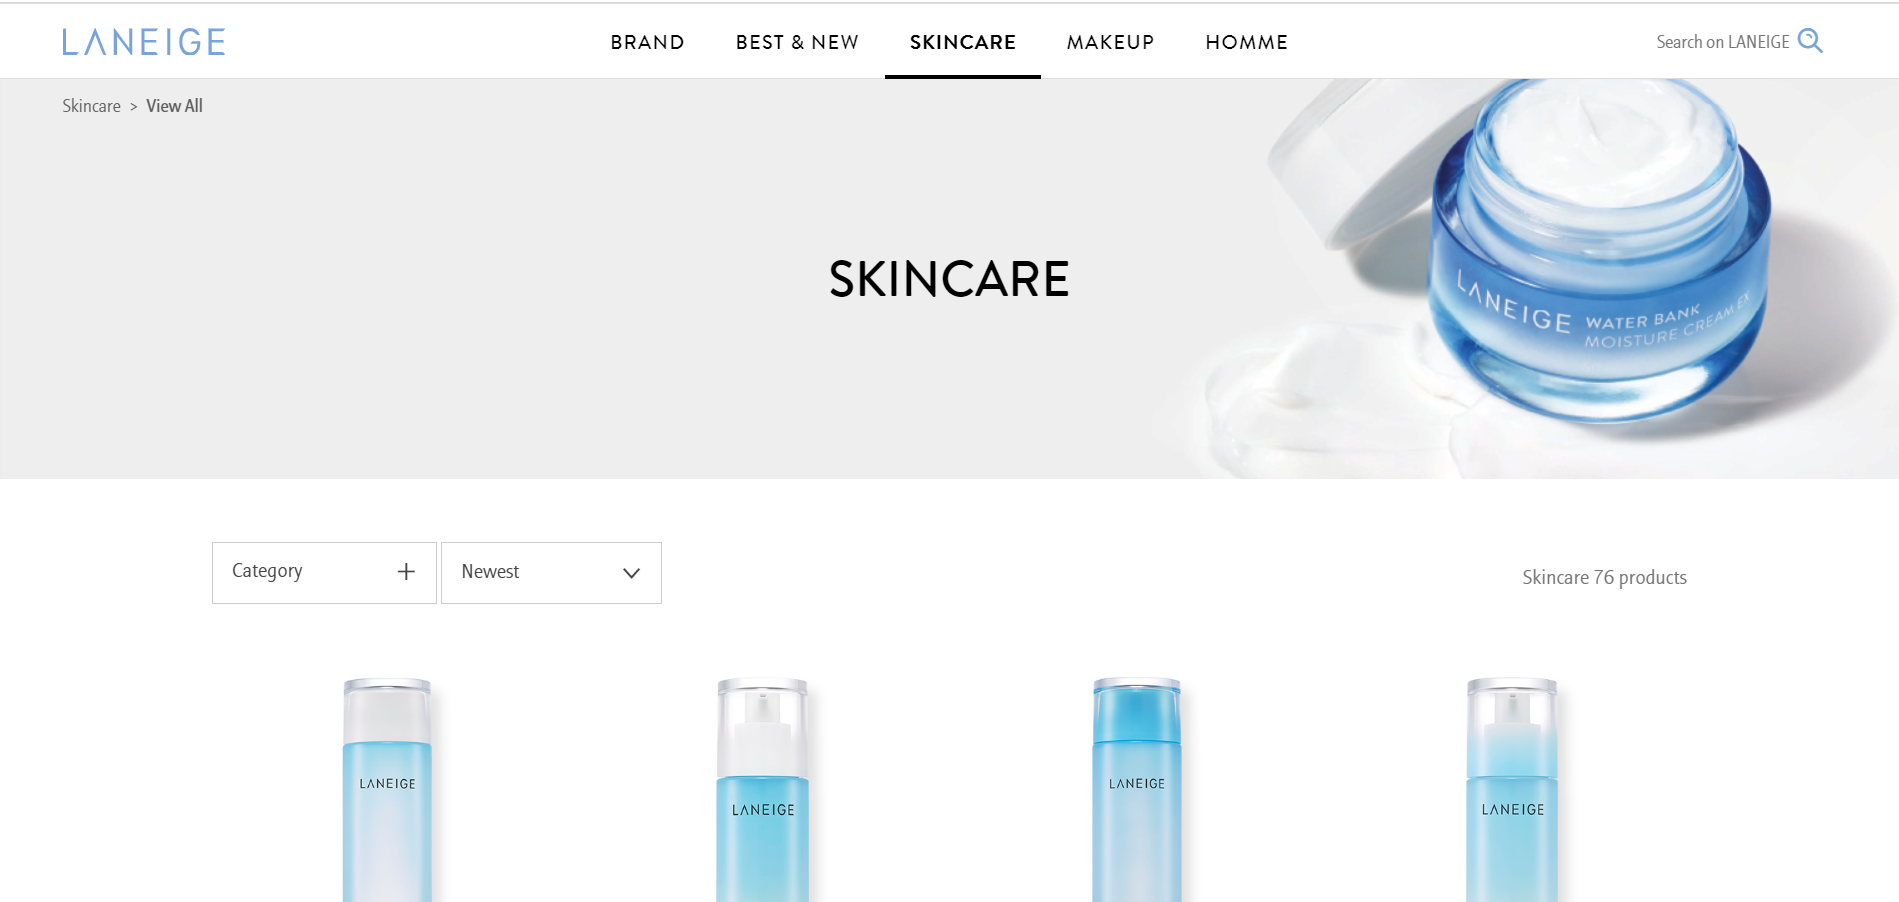 LANEIGE
BRAND
BEST & NEW
SKINCARE
MAKEUP
HOMME
Search on LANEIGE
Skincare > View All
SKINCARE
LANEIGE WATER BANK
MOISTURE CREAM EX
Category
Newest
Skincare 76 products
LANEIGE
LANEIGE
LANEIGE
LANEIGE